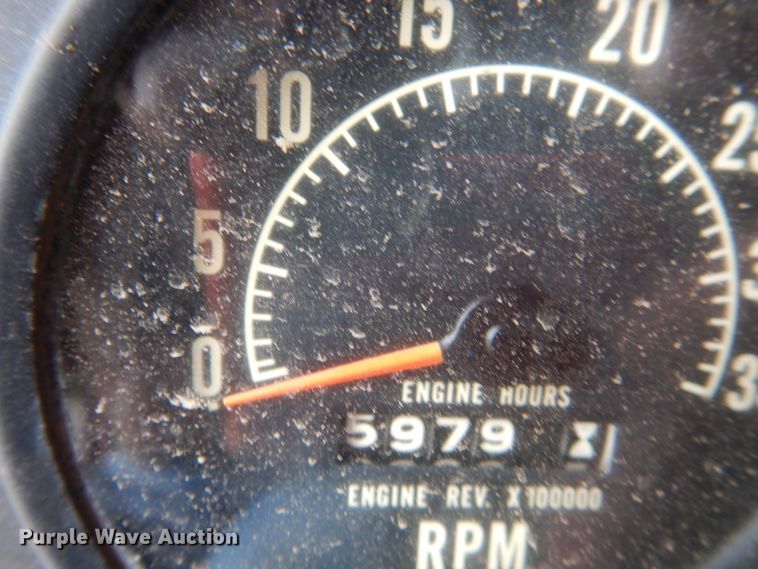 15 20
10
5
0
ENGINE HOURS
5979
ENGINE REV. X100000
RPM
Purple Wave Auction